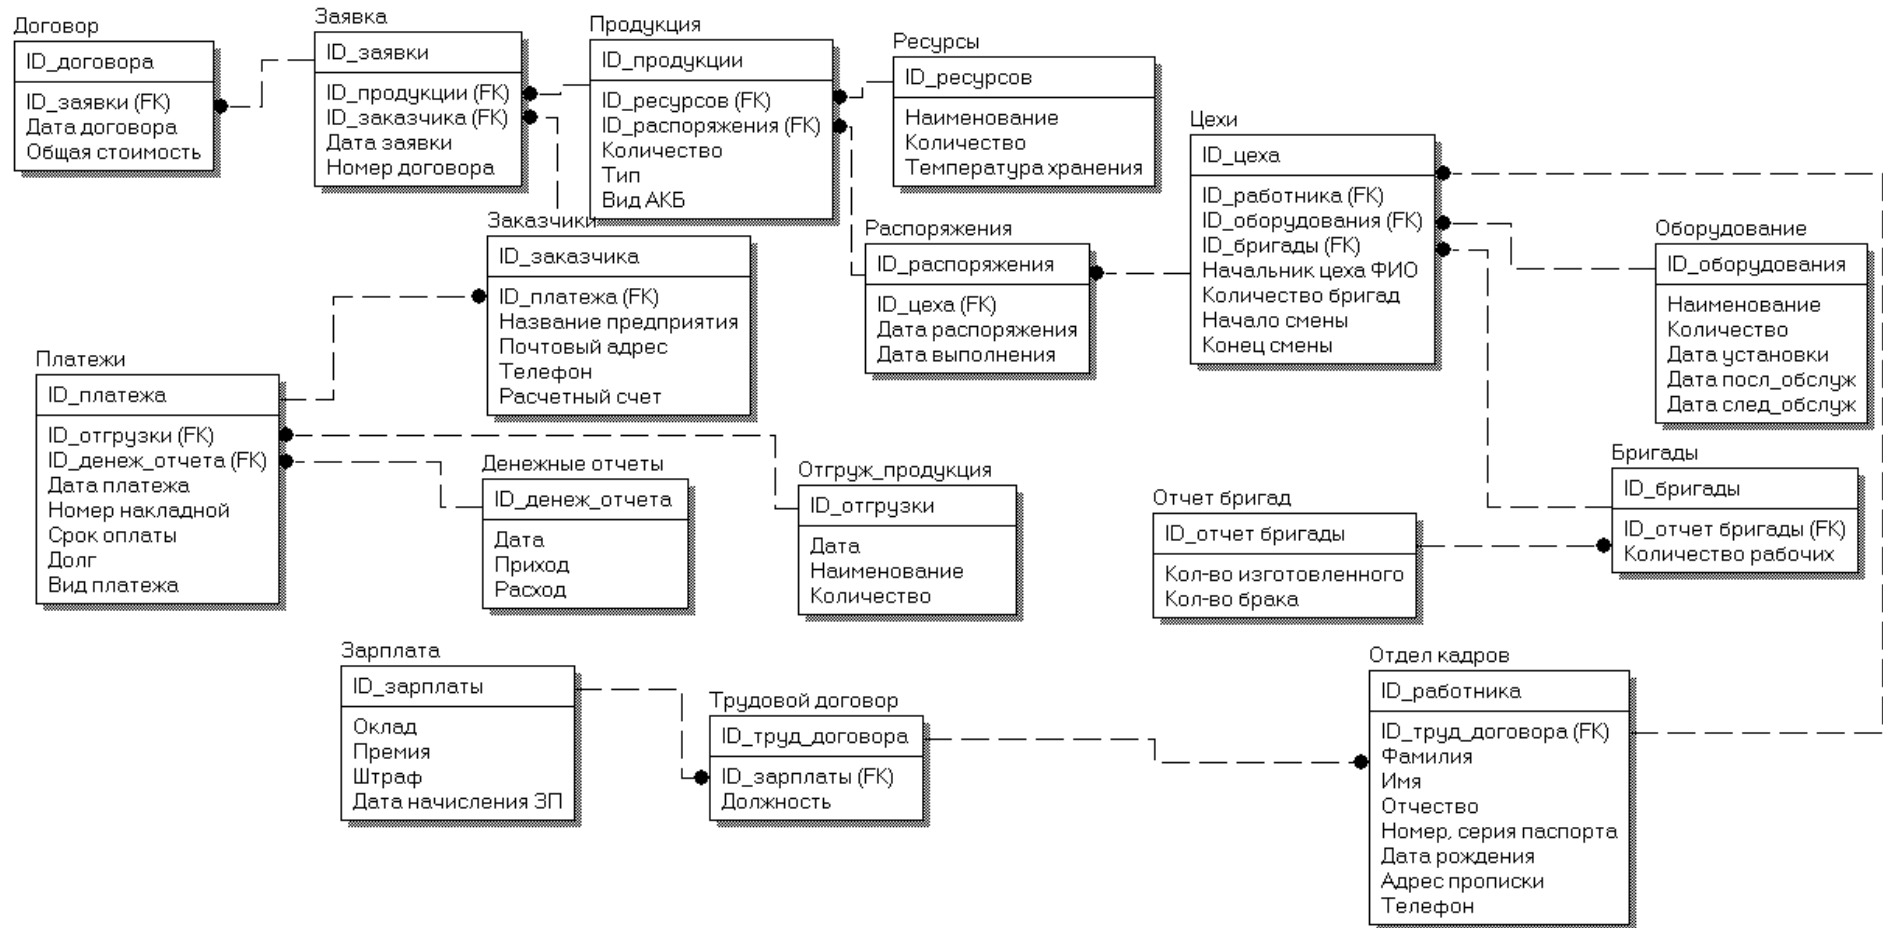 Договор
ID_договора
ID_заявки (FK)
Дата договора
Общая стоимость
Заявка
ID_заявки
ID_продукции (FK)
ID_заказчика (FK)
Дата заявки
Номер договора
Продукция
ID_продукции
ID_ресурсов (FK)
ID_распоряжения (FK)
Количество
Тип
Вид АКБ
Ресурсы
ID_ресурсов
Наименование
Количество
Температура хранения
Цехи
ID_цеха
ID_работника (FK)
ID_оборудования (FK)
ID_бригады (FK)
Начальник цеха ФИО
Количество бригад
Начало смены
Конец смены
Заказчики
ID_заказчика
ID_платежа (FK)
Название предприятия
Почтовый адрес
Телефон
Расчетный счет
Распоряжения
ID_распоряжения
ID_цеха (FK)
Дата распоряжения
Дата выполнения
Оборудование
ID_оборудования
Наименование
Количество
Дата установки
Дата посл_обслуж
Дата след_обслуж
Платежи
ID_платежа
ID_отгрузки (FK)
ID_денеж_отчета (FK)
Дата платежа
Номер накладной
Срок оплаты
Долг
Вид платежа
Денежные отчеты
ID_денеж_отчета
Дата
Приход
Расход
Отгруж_продукция
ID_отгрузки
Дата
Наименование
Количество
Отчет бригад
ID_отчет бригады
Кол-во изготовленного
Кол-во брака
Бригады
ID_бригады
ID_отчет бригады (FK)
Количество рабочих
Зарплата
ID_зарплаты
Оклад
Премия
Штраф
Дата начисления ЗП
Трудовой договор
ID_труд_договора
ID_зарплаты (FK)
Должность
Отдел кадров
ID_работника
ID_труд_договора (FK)
Фамилия
Имя
Отчество
Номер, серия паспорта
Дата рождения
Адрес прописки
Телефон